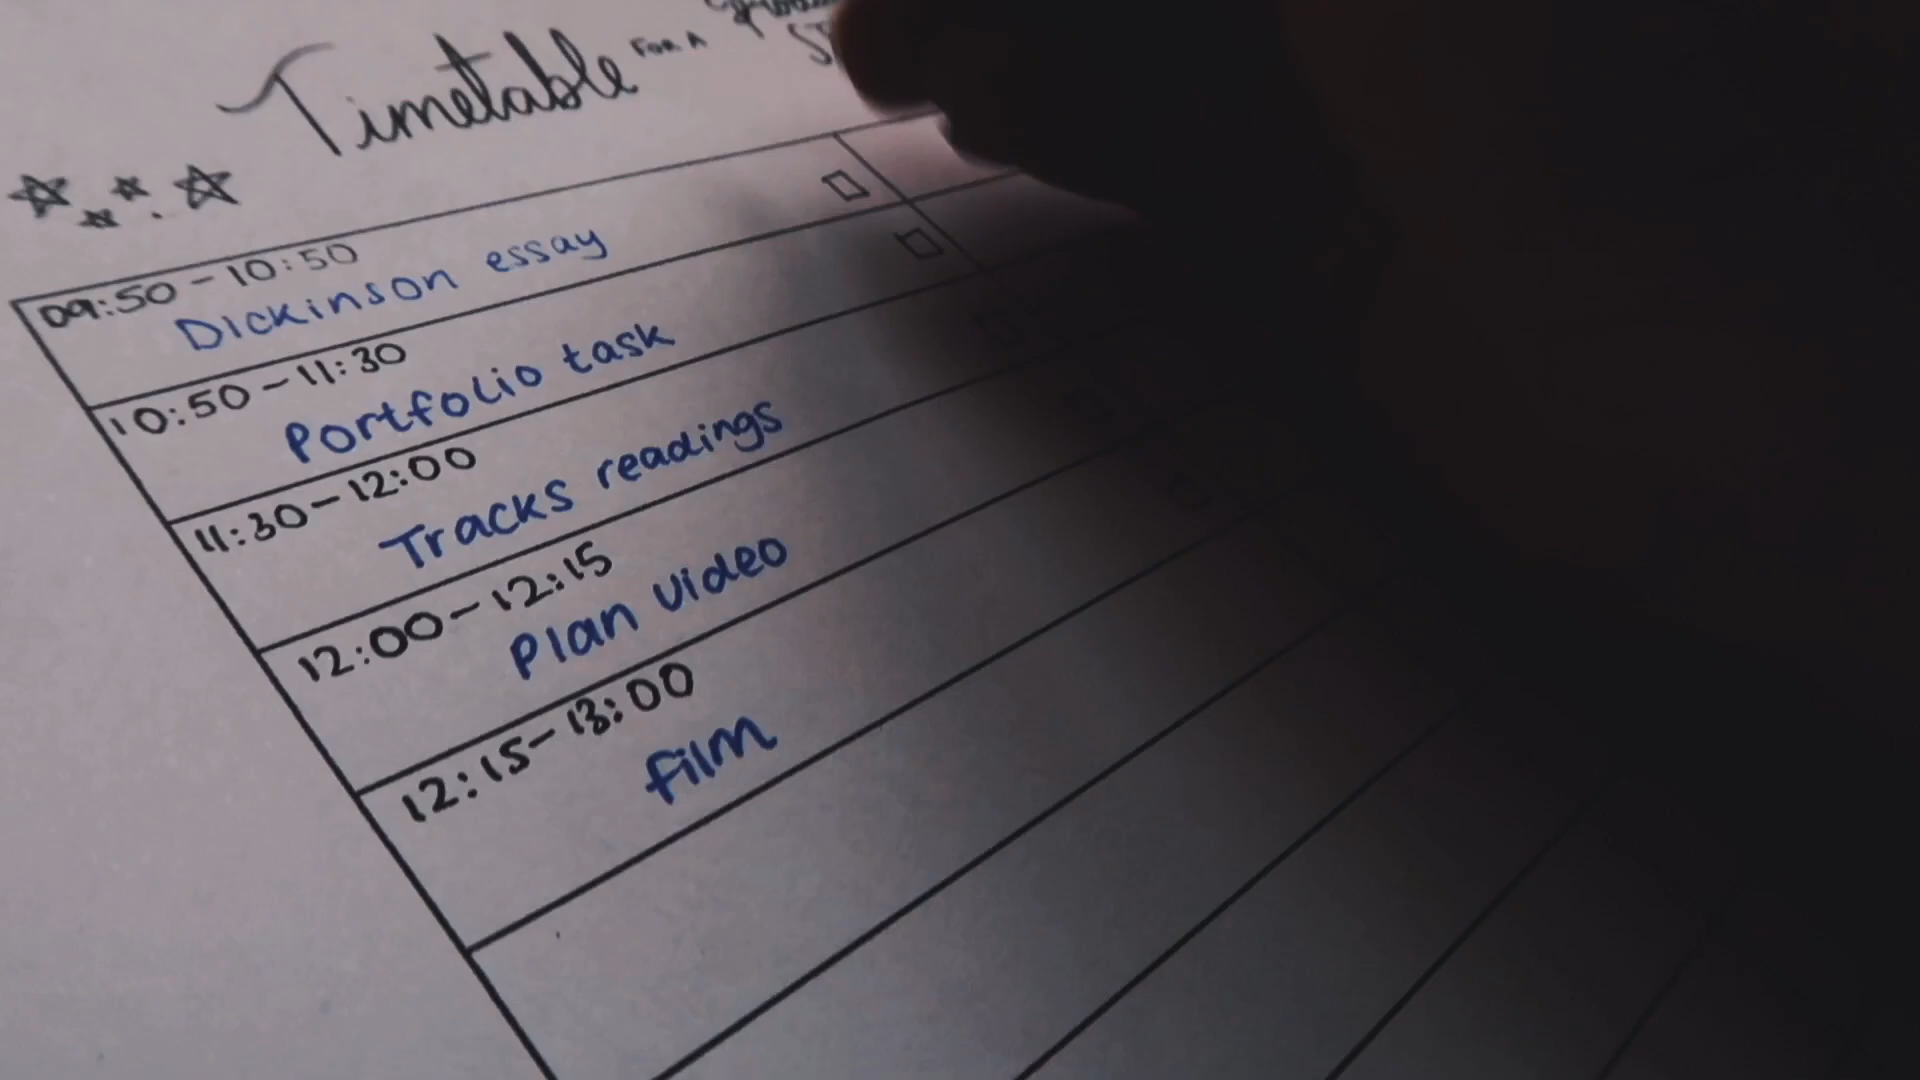 Timetable FOR A
09:50-10:50
Dickinson essay
10:50-11:30
Portfolio task
11:30-12:00
Tracks readings
12:00-12:15
Plan video
12:15-13:00
film